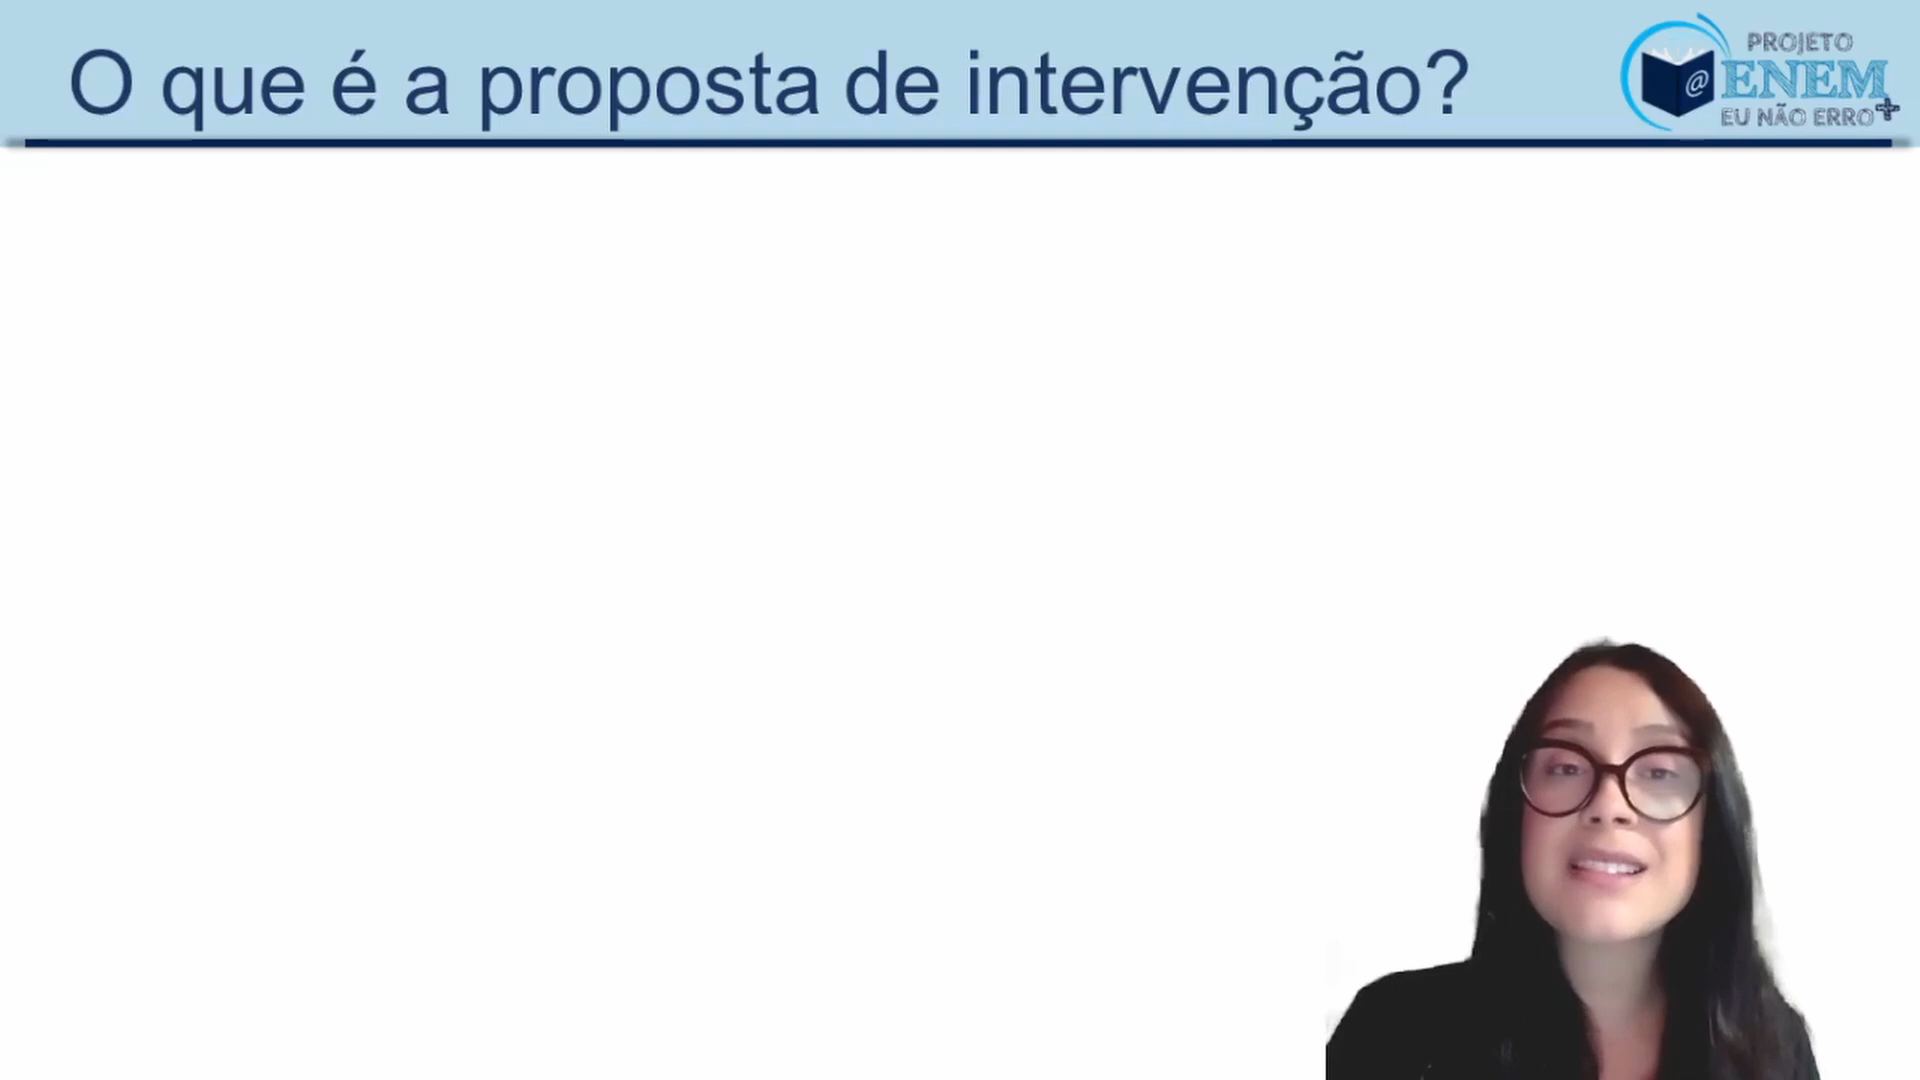 O que é a proposta de intervenção?
PROJETO
@ENEM
EU NÃO ERRO+